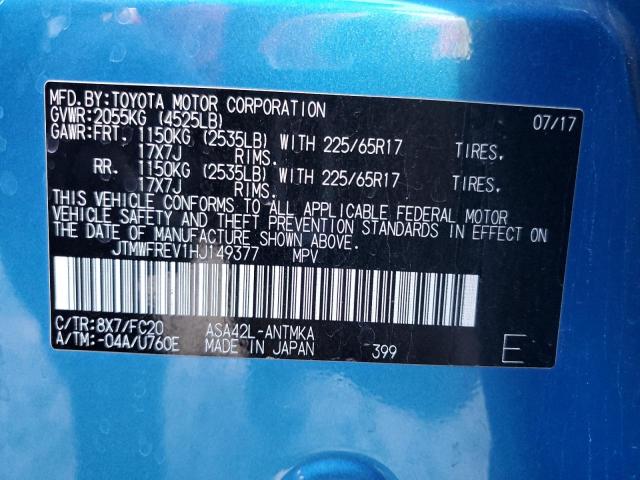 MFD.BY:TOYOTA MOTOR CORPORATION 07/17
GVWR:2055KG (4525LB)
GAWR:FRT. 1150KG (2535LB) WITH 225/65R17 TIRES.
17X7J RIMS.
RR. 1150KG (2535LB) WITH 225/65R17 TIRES.
17X7J RIMS.
THIS VEHICLE CONFORMS TO ALL APPLICABLE FEDERAL MOTOR
VEHICLE SAFETY AND THEFT PREVENTION STANDARDS IN EFFECT ON
THE DATE OF MANUFACTURE SHOWN ABOVE.
JTMWFREV1HJ149377 MPV
C/TR:8X7/FC20 ASA42L-ANTMKA
A/TM:-04A/U760E MADE IN JAPAN 399 E